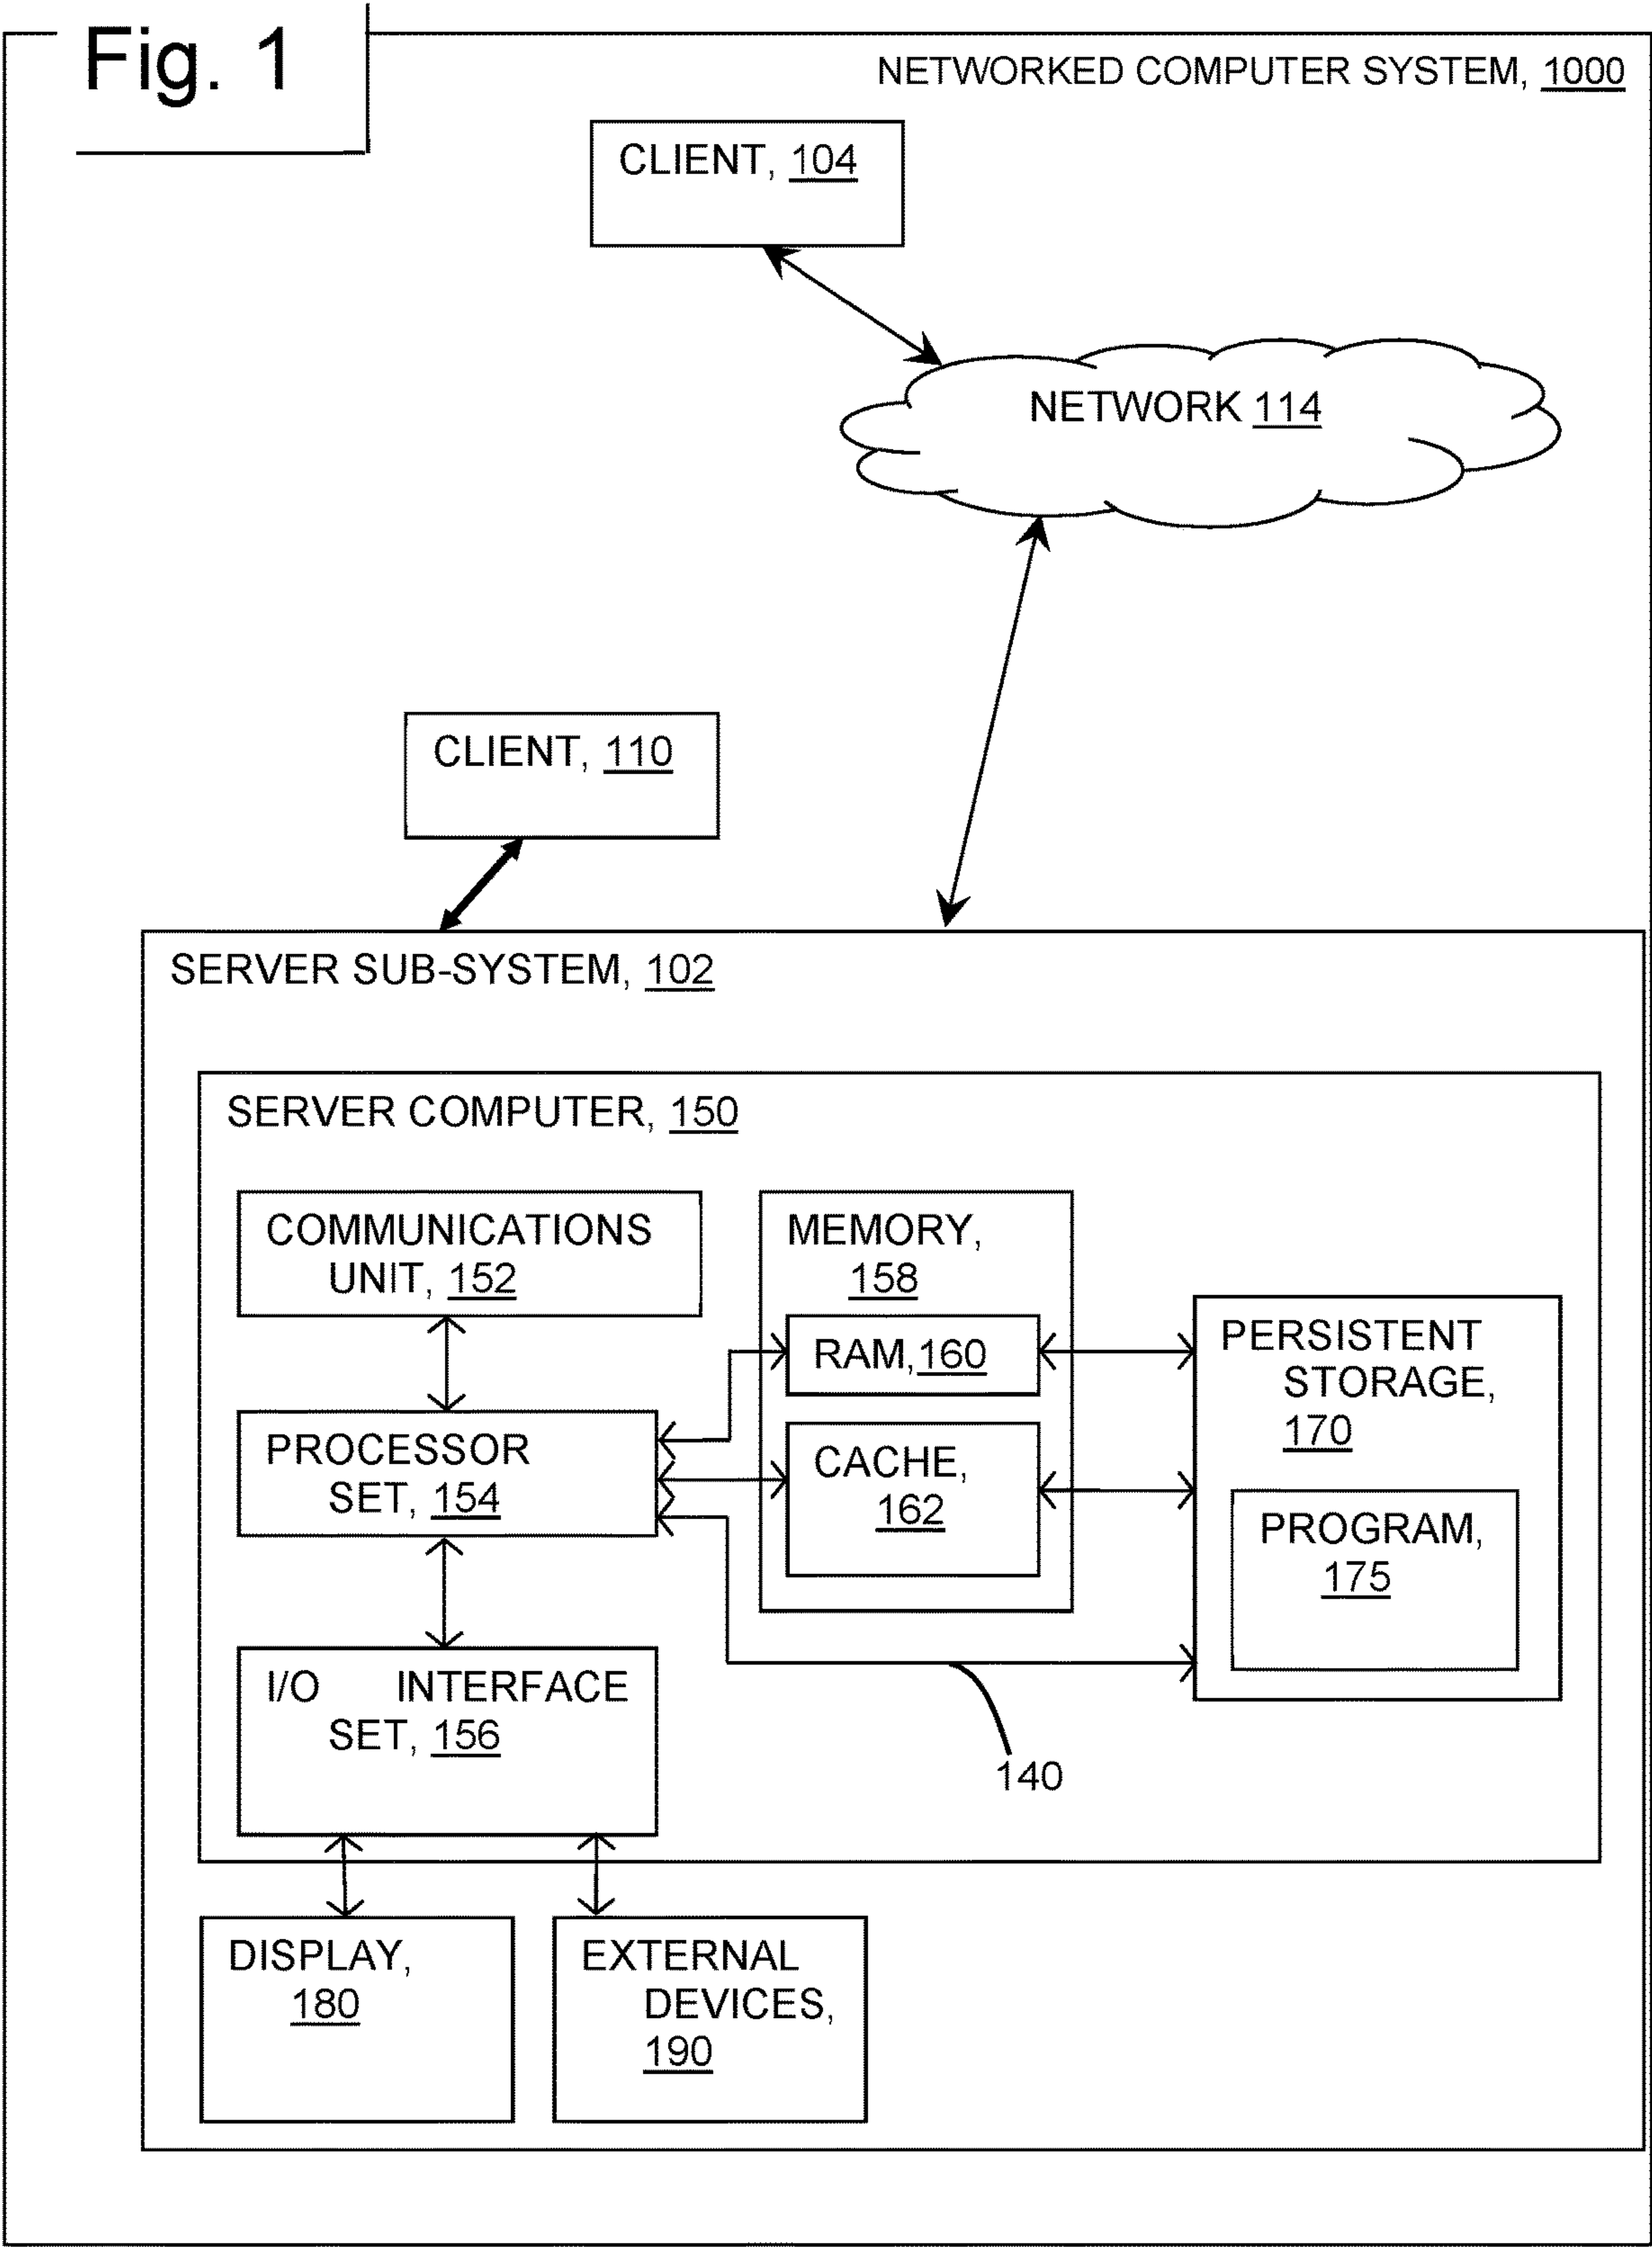 Fig. 1
NETWORKED COMPUTER SYSTEM, 1000
CLIENT, 104
NETWORK 114
CLIENT, 110
SERVER SUB-SYSTEM, 102
SERVER COMPUTER, 150
COMMUNICATIONS
UNIT, 152
MEMORY,
158
RAM, 160
PERSISTENT
STORAGE,
170
PROCESSOR
SET, 154
CACHE,
162
PROGRAM,
175
I/O INTERFACE
SET, 156
140
DISPLAY,
180
EXTERNAL
DEVICES,
190